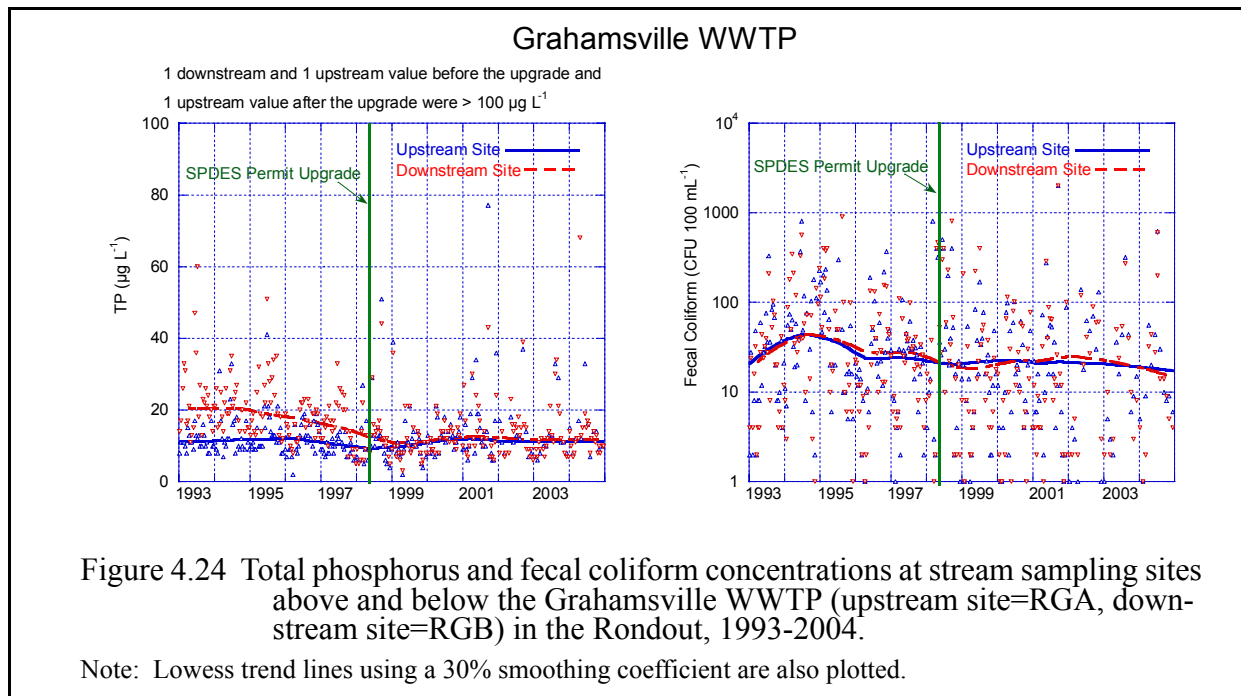 Grahamsville WWTP
1 downstream and 1 upstream value before the upgrade and
1 upstream value after the upgrade were > 100 µg L⁻¹
100
80
60
40
20
0
TP (µg L⁻¹)
SPDES Permit Upgrade
Upstream Site
Downstream Site
1993 1995 1997 1999 2001 2003
10⁴
1000
100
10
1
Fecal Coliform (CFU 100 mL⁻¹)
SPDES Permit Upgrade
Upstream Site
Downstream Site
1993 1995 1997 1999 2001 2003
Figure 4.24 Total phosphorus and fecal coliform concentrations at stream sampling sites
above and below the Grahamsville WWTP (upstream site=RGA, down-
stream site=RGB) in the Rondout, 1993-2004.
Note: Lowess trend lines using a 30% smoothing coefficient are also plotted.